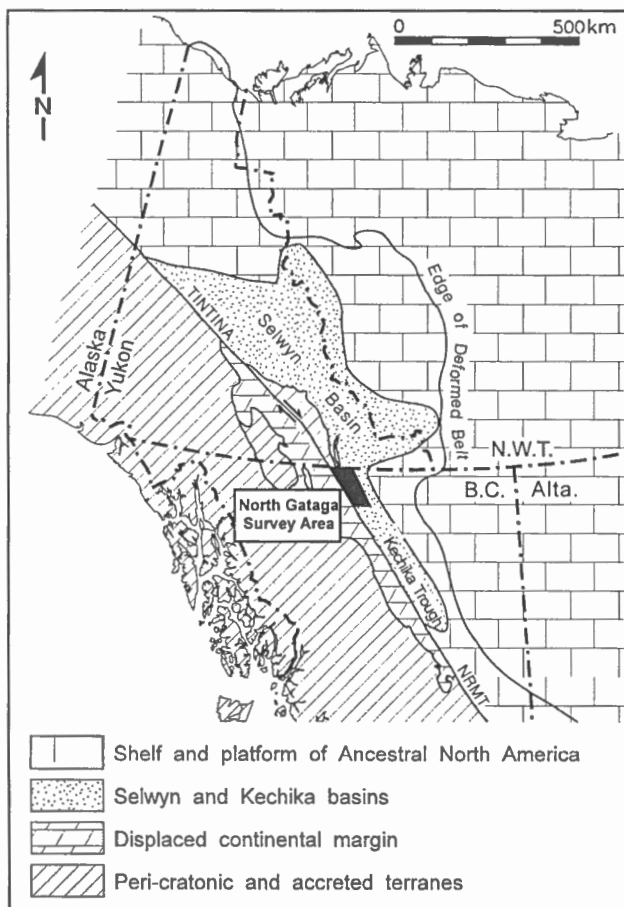 0 500km
N
Edge of Deformed Belt
TINTINA
Selwyn
Basin
Alaska
Yukon
N.W.T.
B.C. Alta.
North Gataga
Survey Area
Kechika Trough
NRMT
Shelf and platform of Ancestral North America
Selwyn and Kechika basins
Displaced continental margin
Peri-cratonic and accreted terranes